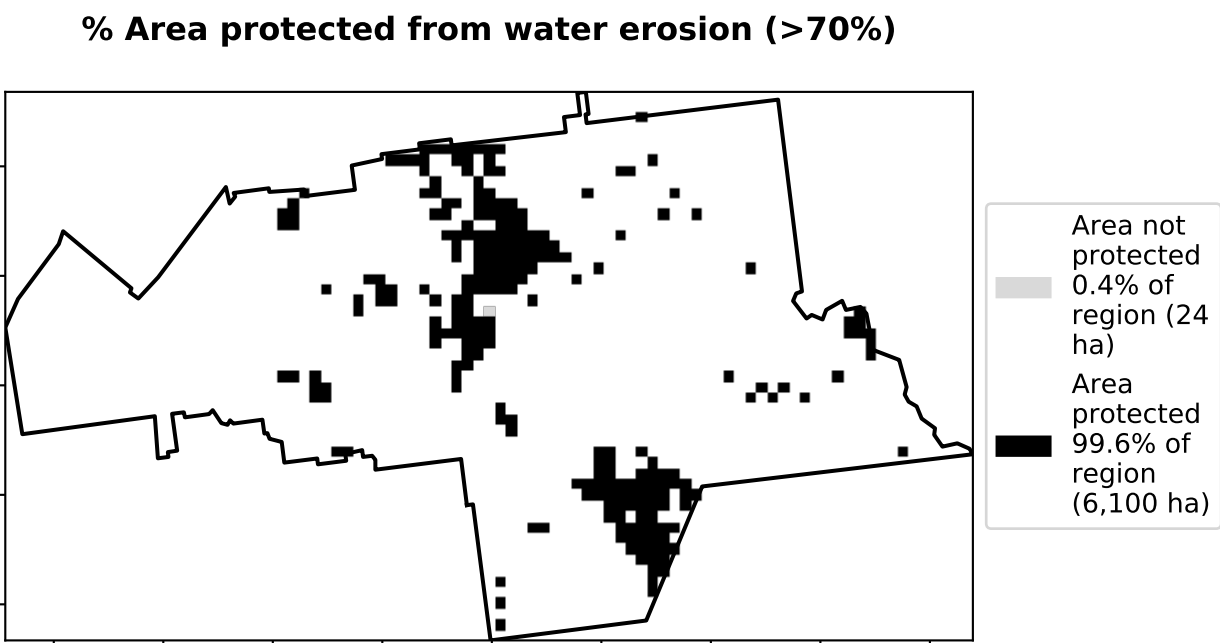 % Area protected from water erosion (>70%)
Area not
protected
0.4% of
region (24
ha)
Area
protected
99.6% of
region
(6,100 ha)